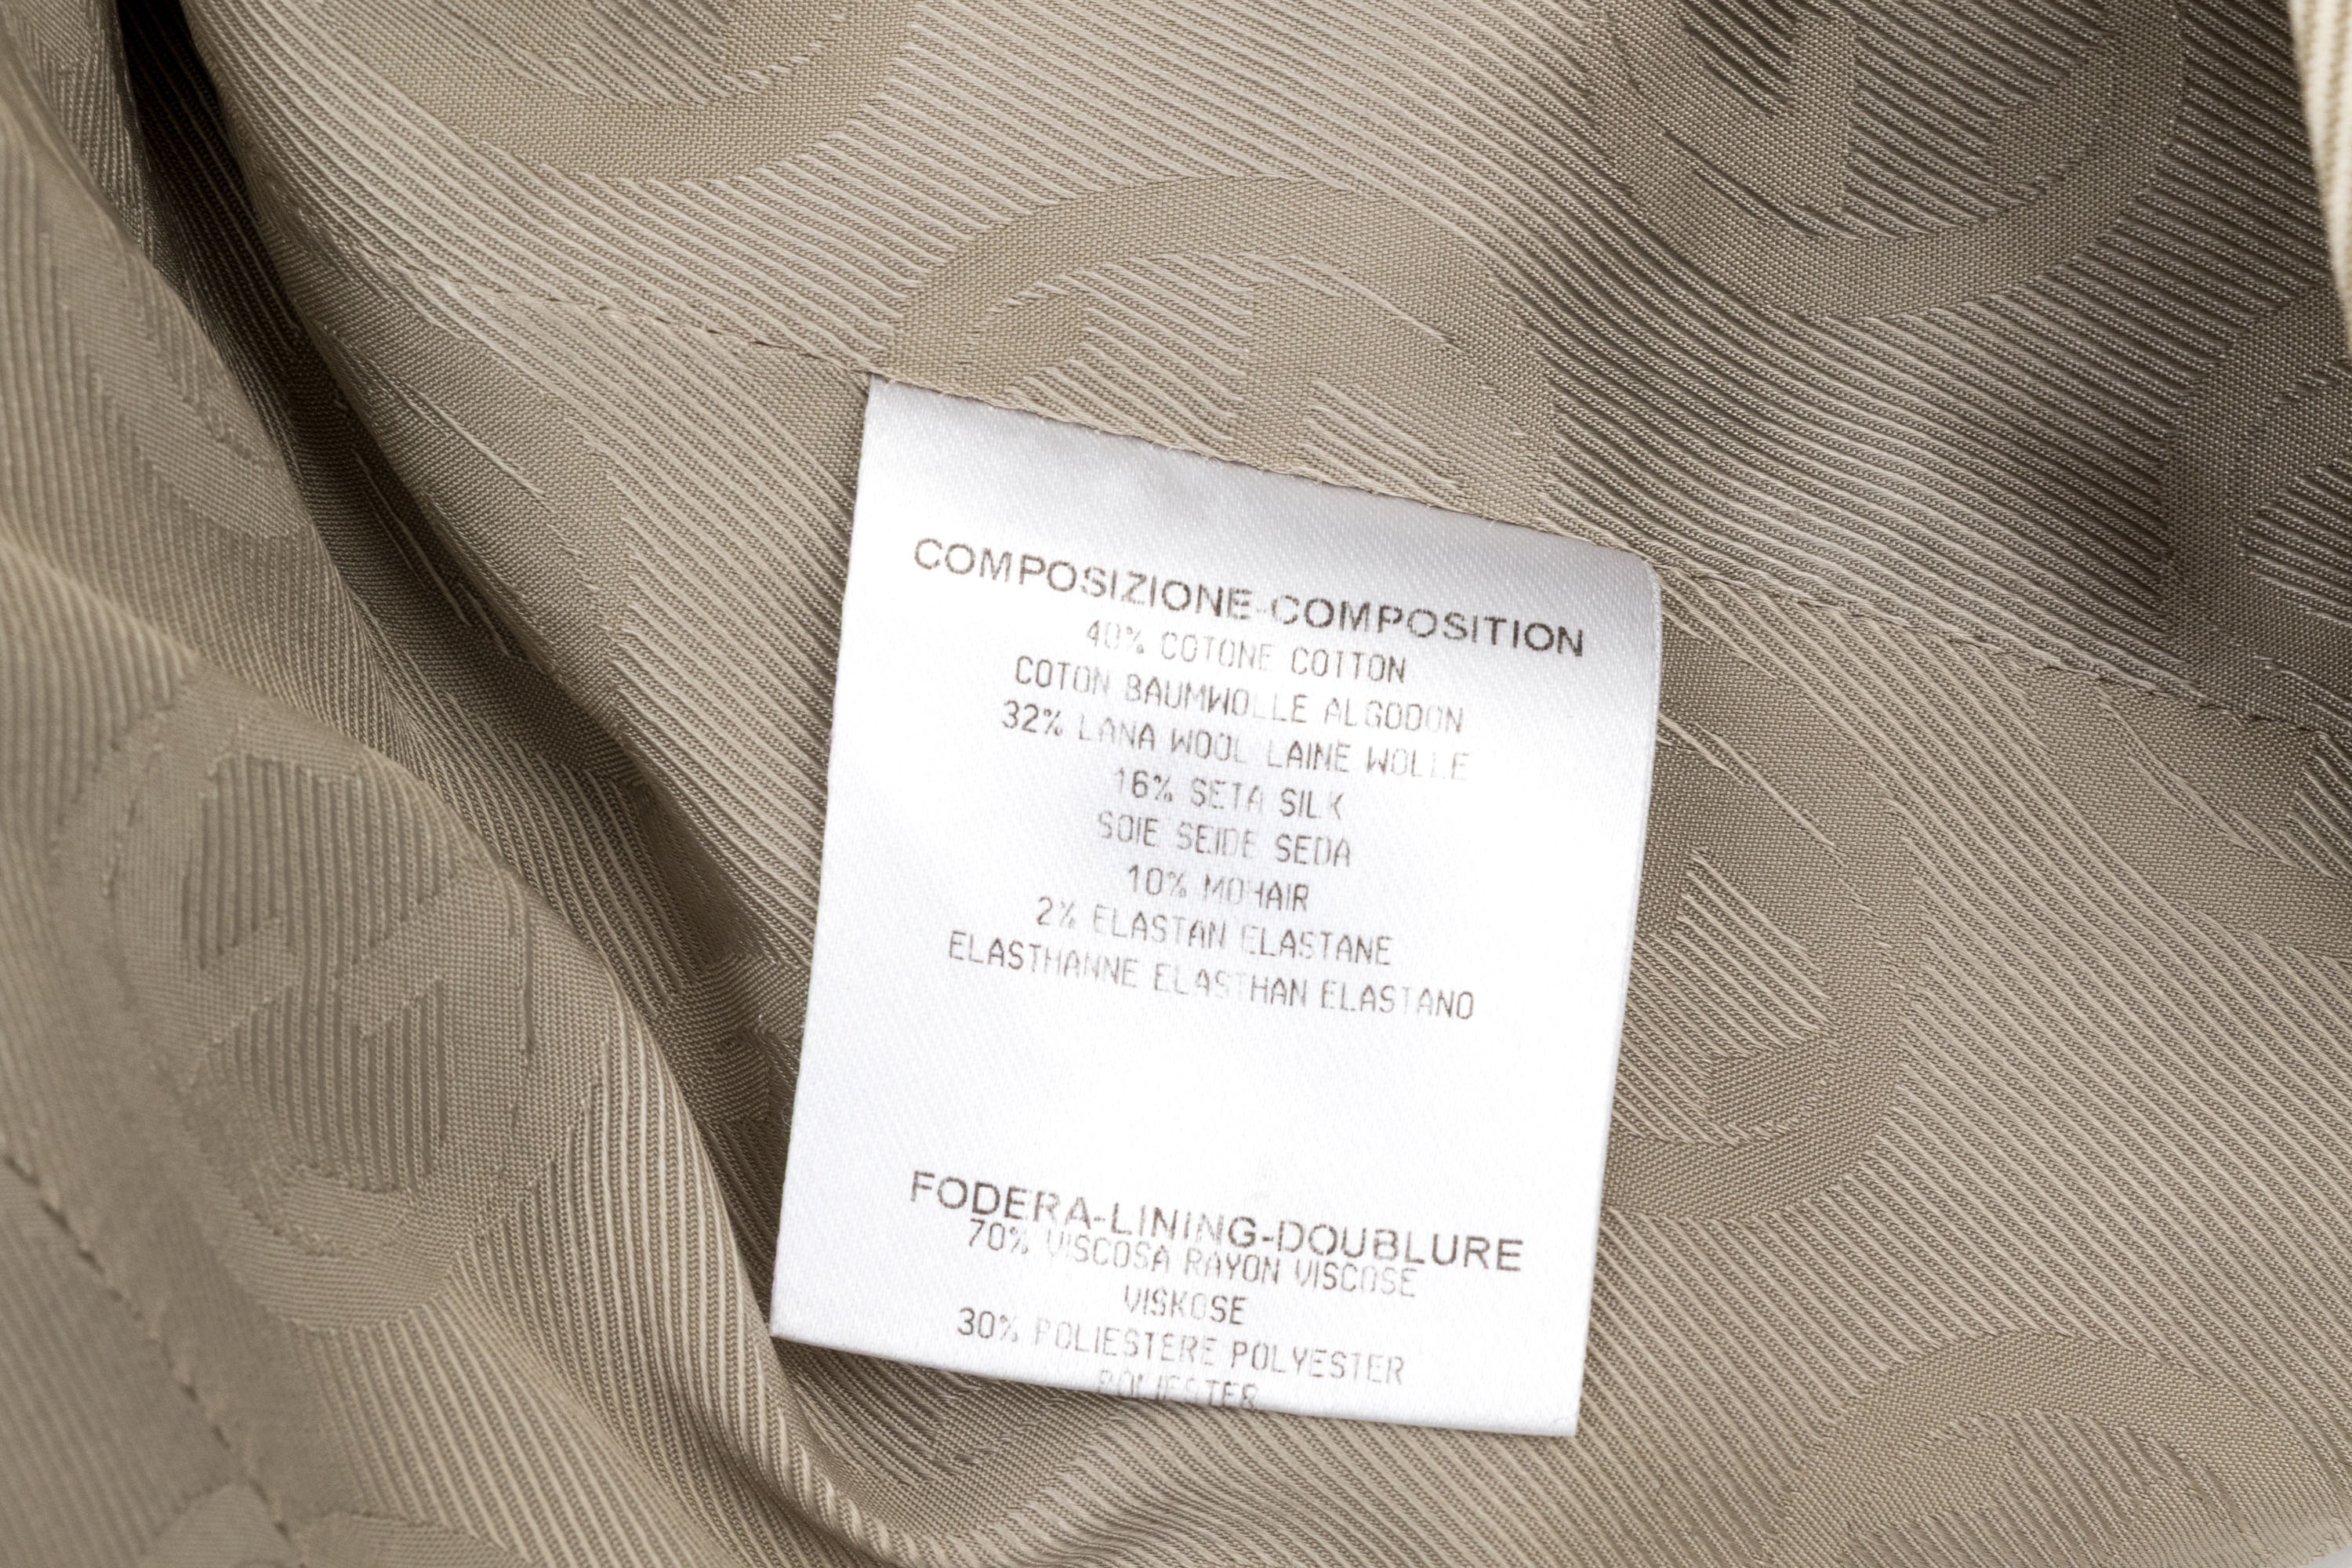 COMPOSIZIONE-COMPOSITION
40% COTONE COTTON
COTON BAUMWOLLE ALGODON
32% LANA WOOL LAINE WOLLE
16% SETA SILK
SOIE SEIDE SEDA
10% MOHAIR
2% ELASTAN ELASTANE
ELASTHANNE ELASTHAN ELASTANO
FODERA-LINING-DOUBLURE
70% VISCOSA RAYON VISCOSE
VISKOSE
30% POLIESTERE POLYESTER
POLIESTER